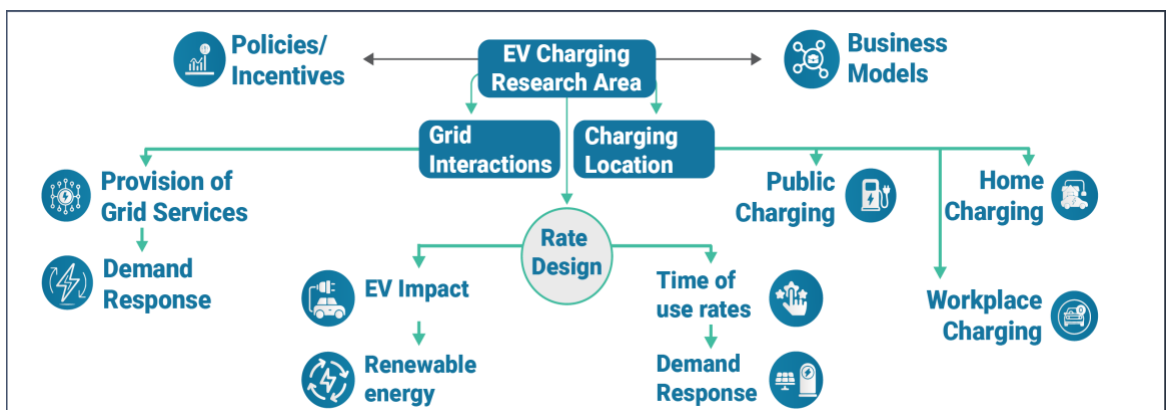 Policies/
Incentives
EV Charging
Research Area
Business
Models
Grid
Interactions
Charging
Location
Provision of
Grid Services
Public
Charging
Home
Charging
Rate
Design
Demand
Response
EV Impact
Time of
use rates
Workplace
Charging
Renewable
energy
Demand
Response